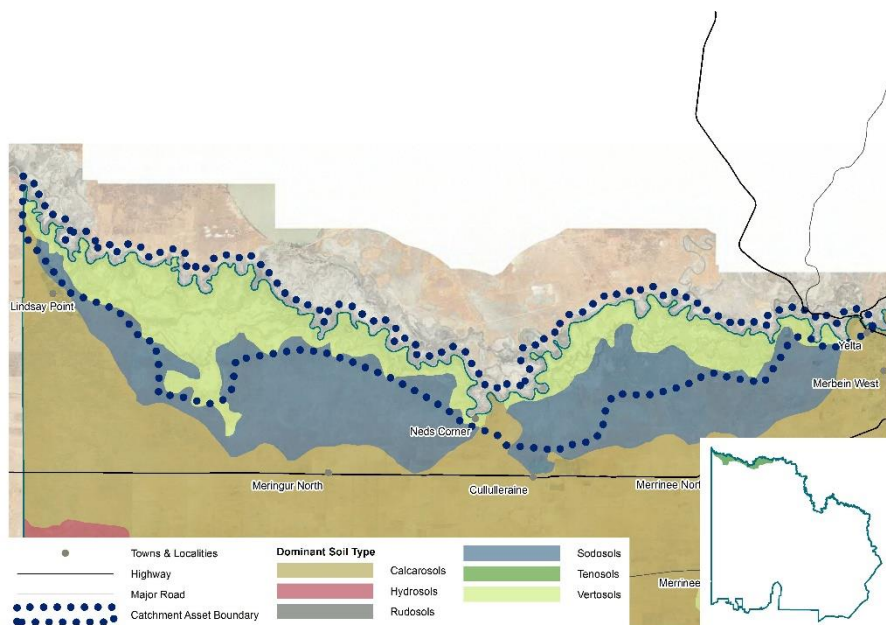 Lindsay Point
Yelta
Merbein West
Neds Corner
Meringur North
Cullulleraine
Merrinee Nor
Merrinee
Towns & Localities
Highway
Major Road
Catchment Asset Boundary
Dominant Soil Type
Calcarosols
Hydrosols
Rudosols
Sodosols
Tenosols
Vertosols